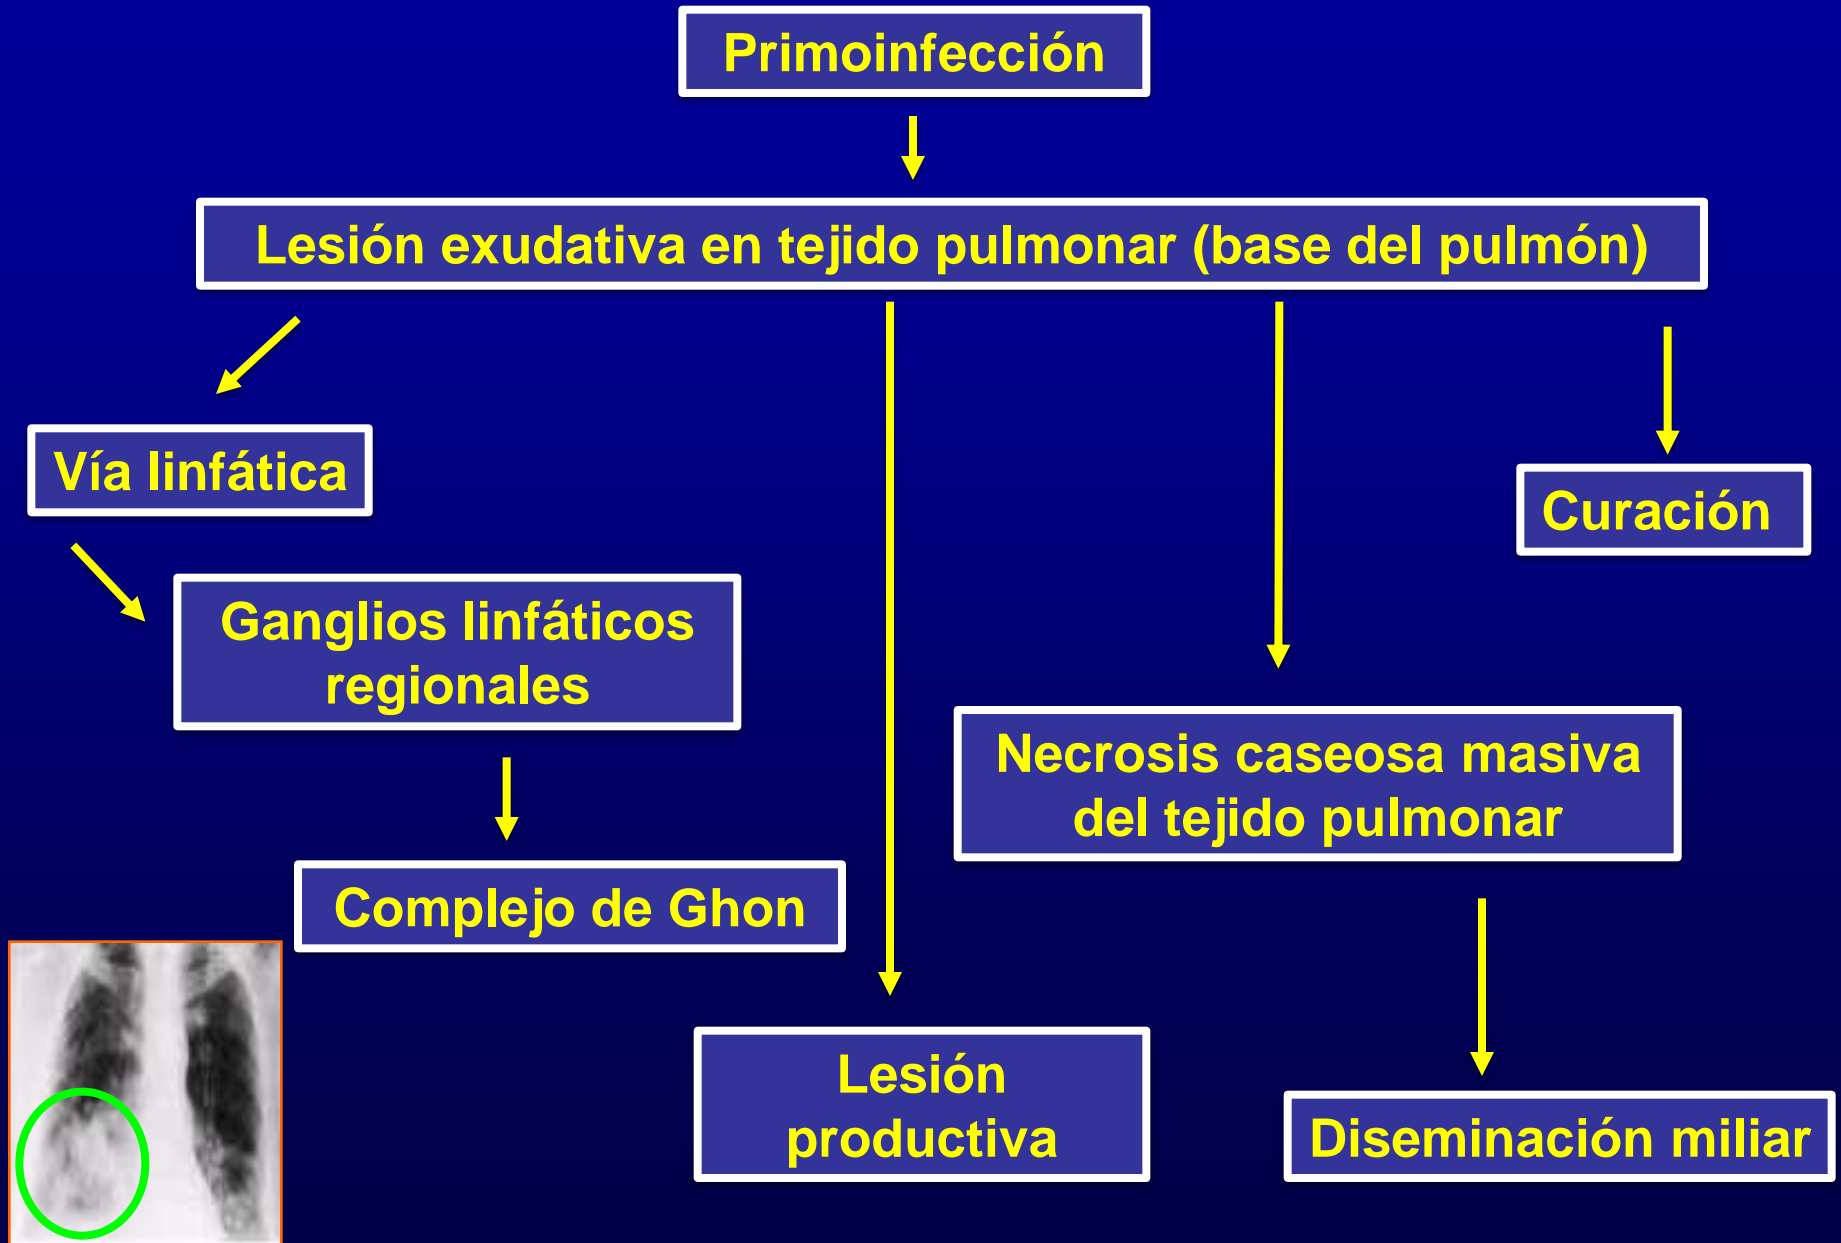 Primoinfección
Lesión exudativa en tejido pulmonar (base del pulmón)
Vía linfática
Curación
Ganglios linfáticos
regionales
Necrosis caseosa masiva
del tejido pulmonar
Complejo de Ghon
Lesión
productiva
Diseminación miliar